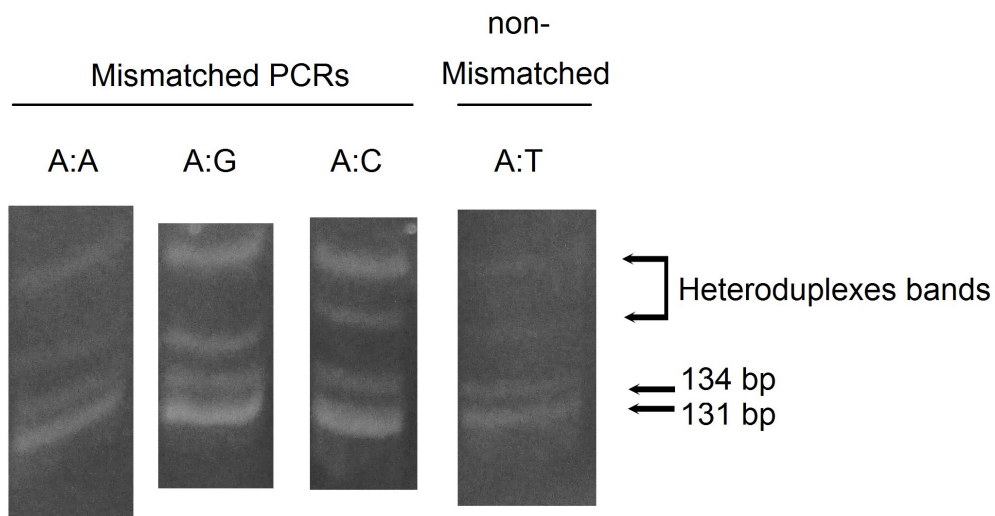 non-
Mismatched
Mismatched PCRs
A:A
A:G
A:C
A:T
Heteroduplexes bands
134 bp
131 bp